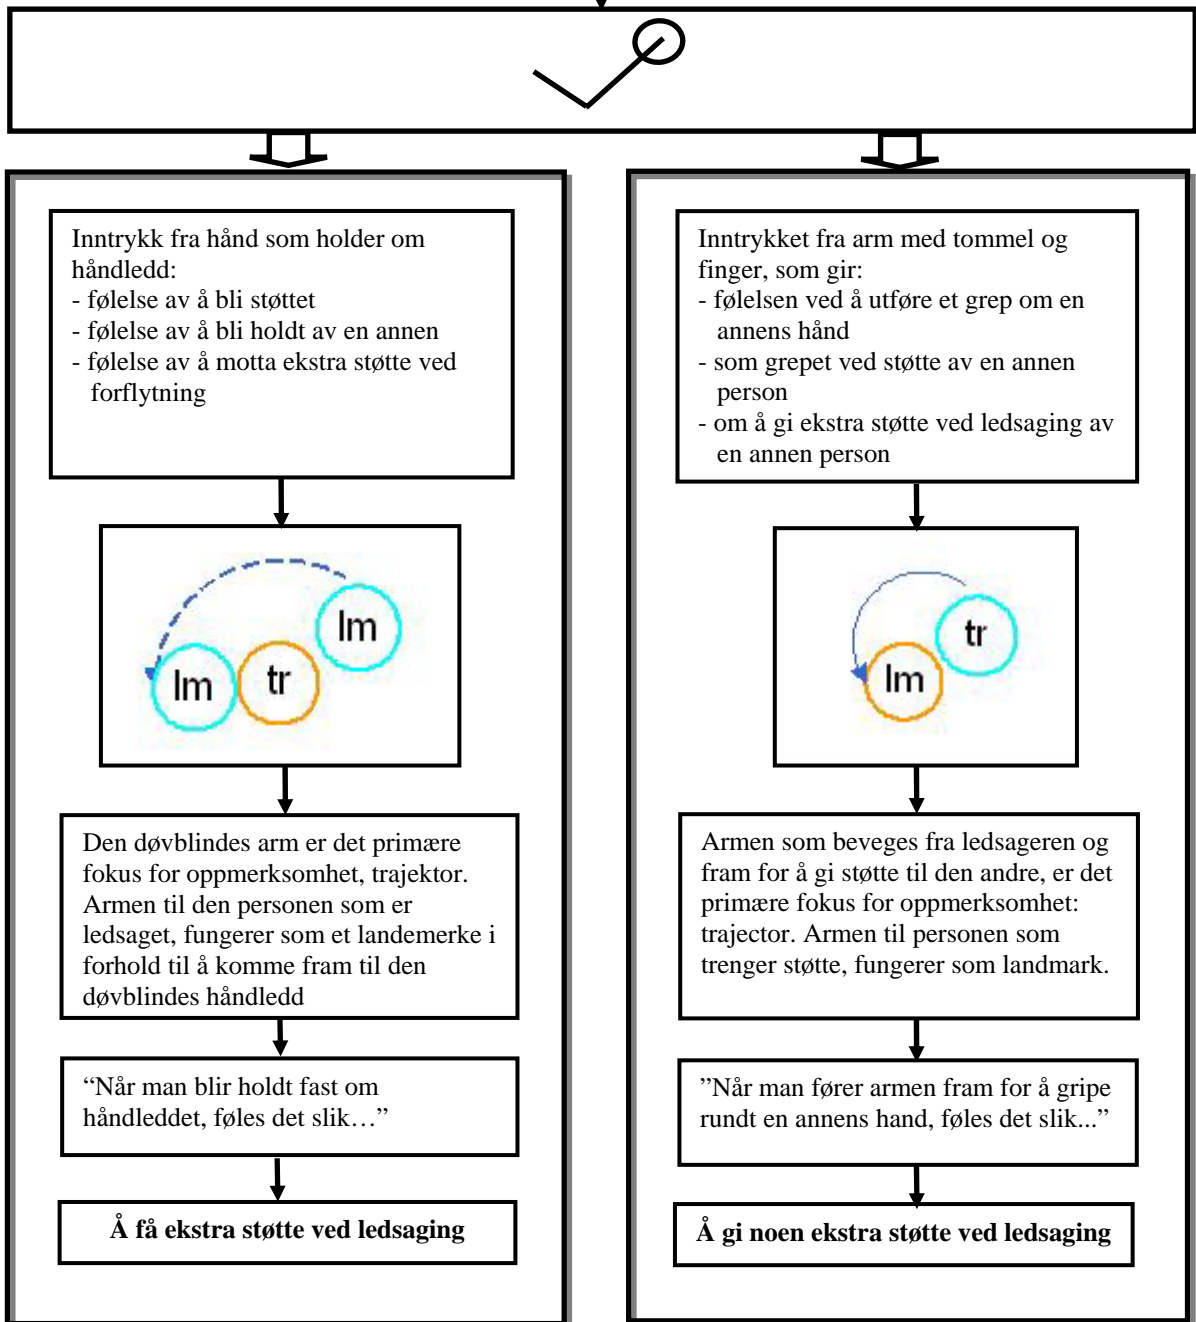 Inntrykk fra hånd som holder om
håndledd:
- følelse av å bli støttet
- følelse av å bli holdt av en annen
- følelse av å motta ekstra støtte ved
forflytning
lm
lm
tr
Den døvblindes arm er det primære
fokus for oppmerksomhet, trajektor.
Armen til den personen som er
ledsaget, fungerer som et landemerke i
forhold til å komme fram til den
døvblindes håndledd
“Når man blir holdt fast om
håndleddet, føles det slik…”
Å få ekstra støtte ved ledsaging
Inntrykket fra arm med tommel og
finger, som gir:
- følelsen ved å utføre et grep om en
annens hånd
- som grepet ved støtte av en annen
person
- om å gi ekstra støtte ved ledsaging av
en annen person
tr
lm
Armen som beveges fra ledsageren og
fram for å gi støtte til den andre, er det
primære fokus for oppmerksomhet:
trajector. Armen til personen som
trenger støtte, fungerer som landmark.
”Når man fører armen fram for å gripe
rundt en annens hand, føles det slik...”
Å gi noen ekstra støtte ved ledsaging